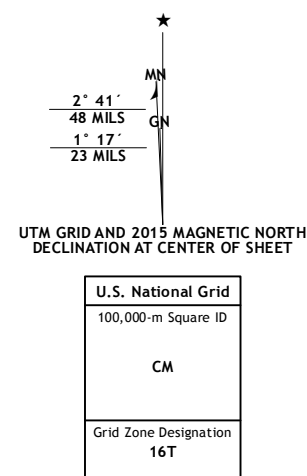 ★
MN
2° 41´
48 MILS
GN
1° 17´
23 MILS
UTM GRID AND 2015 MAGNETIC NORTH
DECLINATION AT CENTER OF SHEET
U.S. National Grid
100,000-m Square ID
CM
Grid Zone Designation
16T